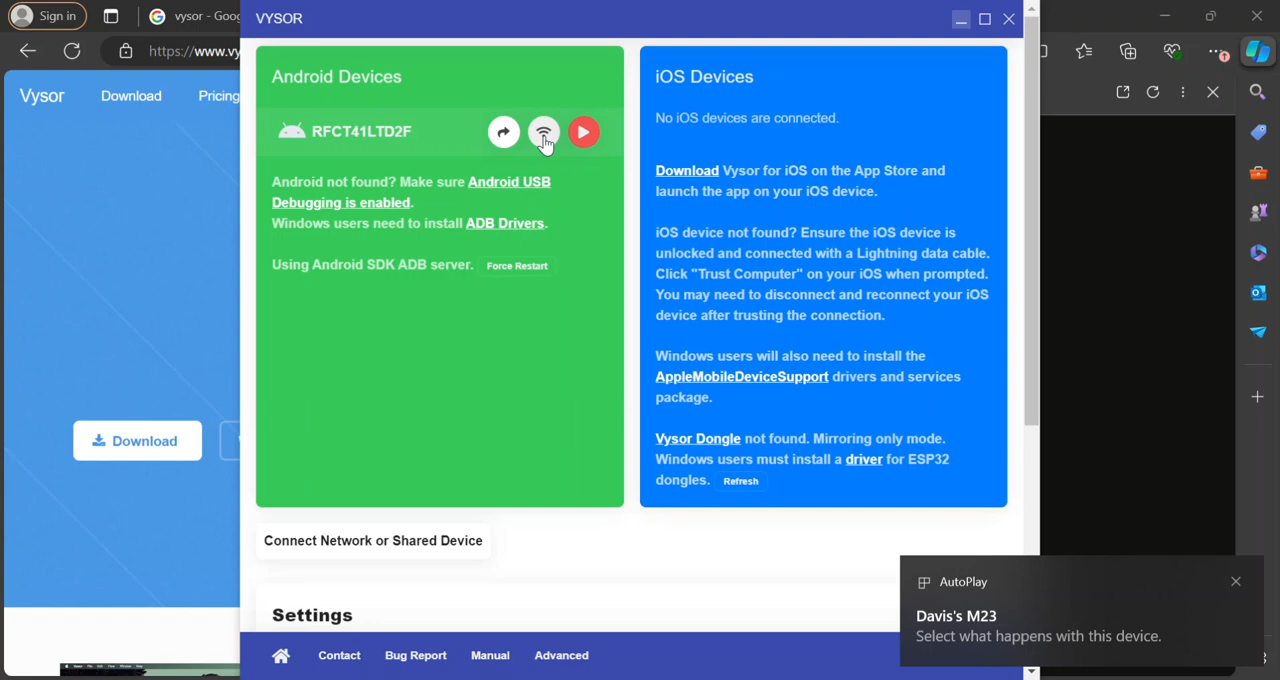 Sign in
vysor - Goog
https://www.vy
Vysor
Download
Pricing
Download
VYSOR
Android Devices
RFCT41LTD2F
Android not found? Make sure Android USB
Debugging is enabled.
Windows users need to install ADB Drivers.
Using Android SDK ADB server. Force Restart
iOS Devices
No iOS devices are connected.
Download Vysor for iOS on the App Store and
launch the app on your iOS device.
iOS device not found? Ensure the iOS device is
unlocked and connected with a Lightning data cable.
Click "Trust Computer" on your iOS when prompted.
You may need to disconnect and reconnect your iOS
device after trusting the connection.
Windows users will also need to install the
AppleMobileDeviceSupport drivers and services
package.
Vysor Dongle not found. Mirroring only mode.
Windows users must install a driver for ESP32
dongles. Refresh
Connect Network or Shared Device
Settings
Contact
Bug Report
Manual
Advanced
AutoPlay
Davis's M23
Select what happens with this device.